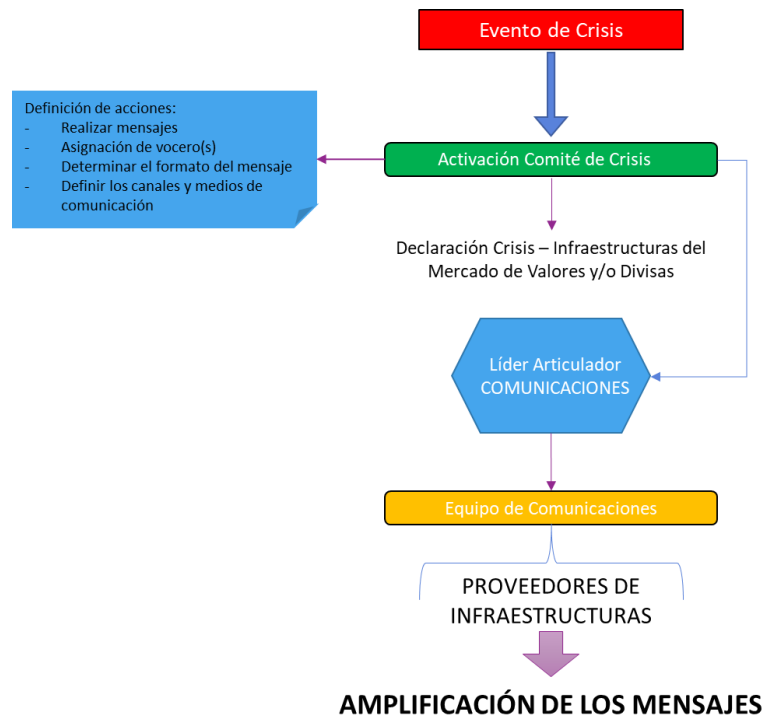 Evento de Crisis
Definición de acciones:
- Realizar mensajes
- Asignación de vocero(s)
- Determinar el formato del mensaje
- Definir los canales y medios de
comunicación
Activación Comité de Crisis
Declaración Crisis – Infraestructuras del
Mercado de Valores y/o Divisas
Líder Articulador
COMUNICACIONES
Equipo de Comunicaciones
PROVEEDORES DE
INFRAESTRUCTURAS
AMPLIFICACIÓN DE LOS MENSAJES